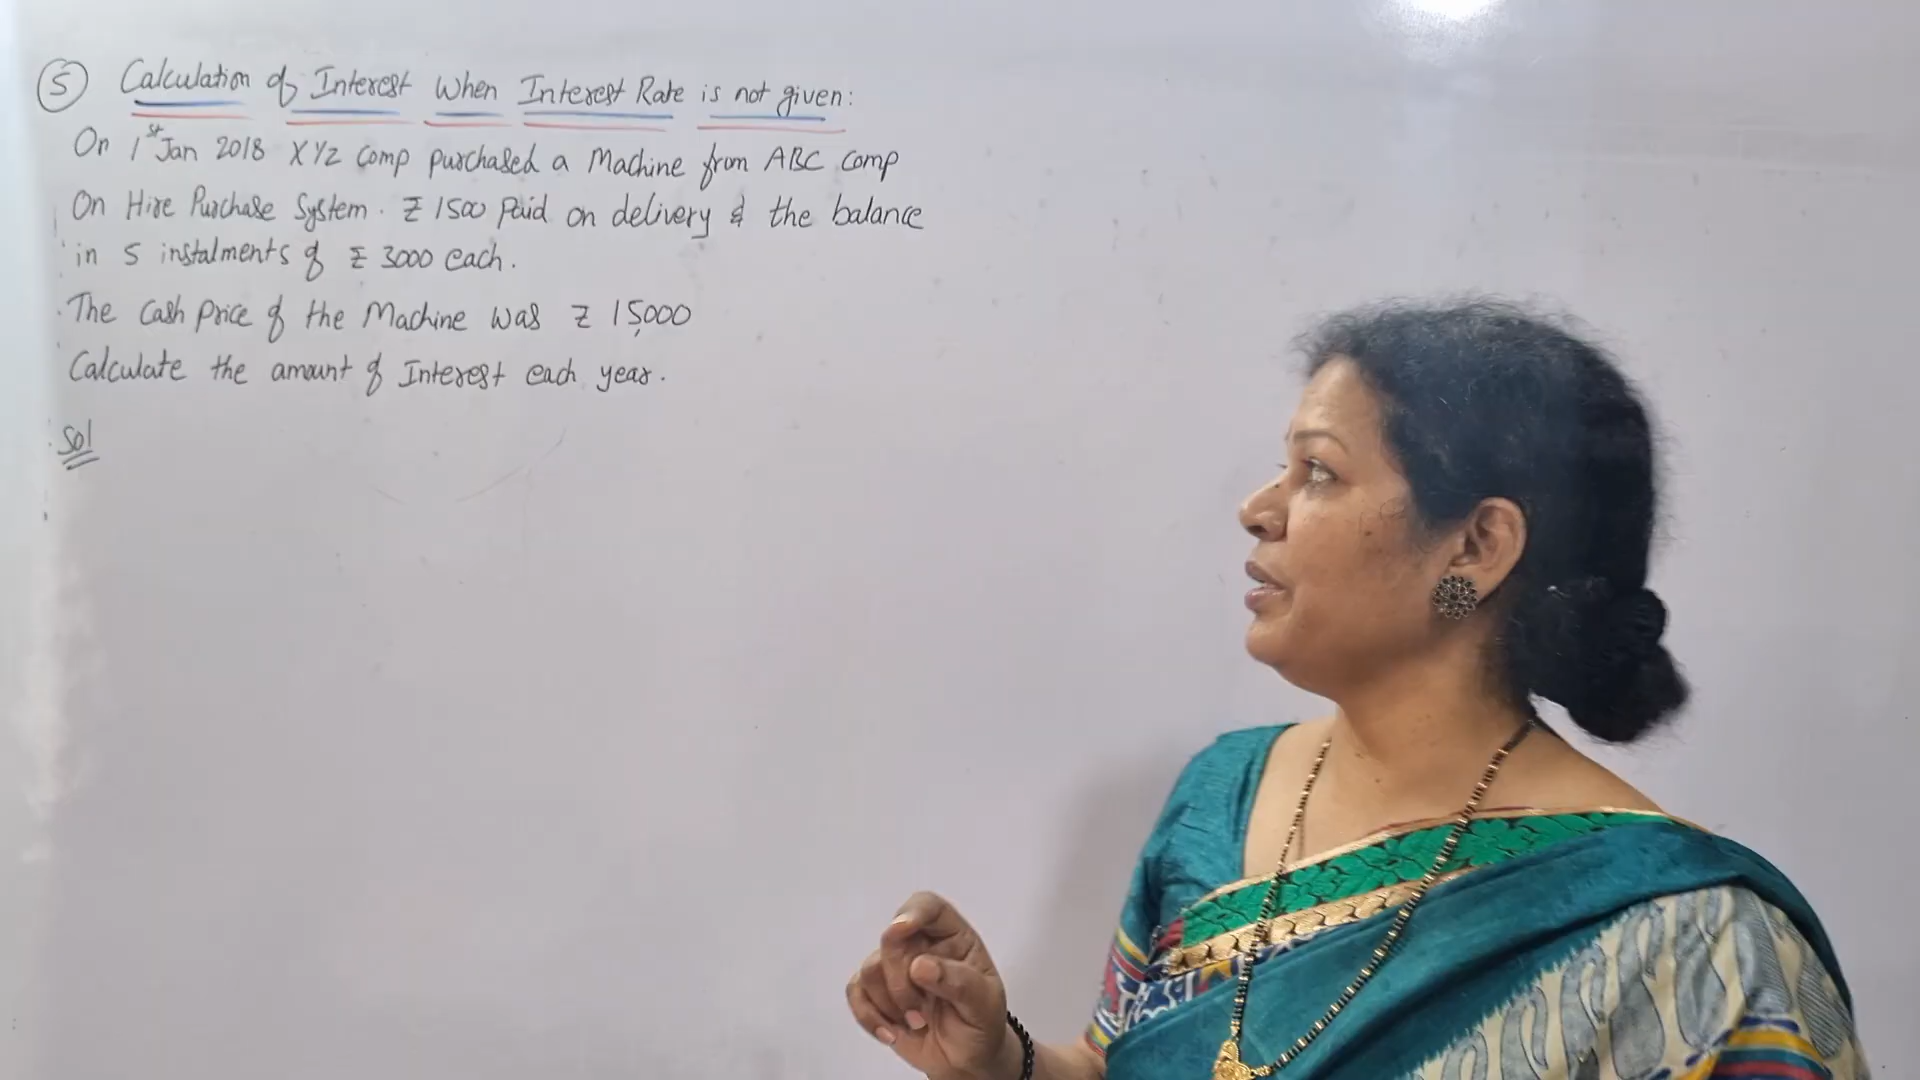 5 Calculation of Interest When Interest Rate is not given:
On 1st Jan 2018 XYZ Comp purchased a Machine from ABC Comp
On Hire Purchase System. ₹ 1500 Paid on delivery & the balance
in 5 instalments of ₹ 3000 each.
The Cash Price of the Machine was ₹ 15,000
Calculate the amount of Interest each year.
Sol